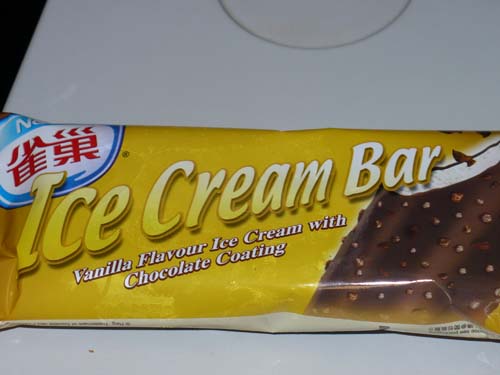 雀巢
®
Ice Cream Bar
Vanilla Flavour Ice Cream with
Chocolate Coating